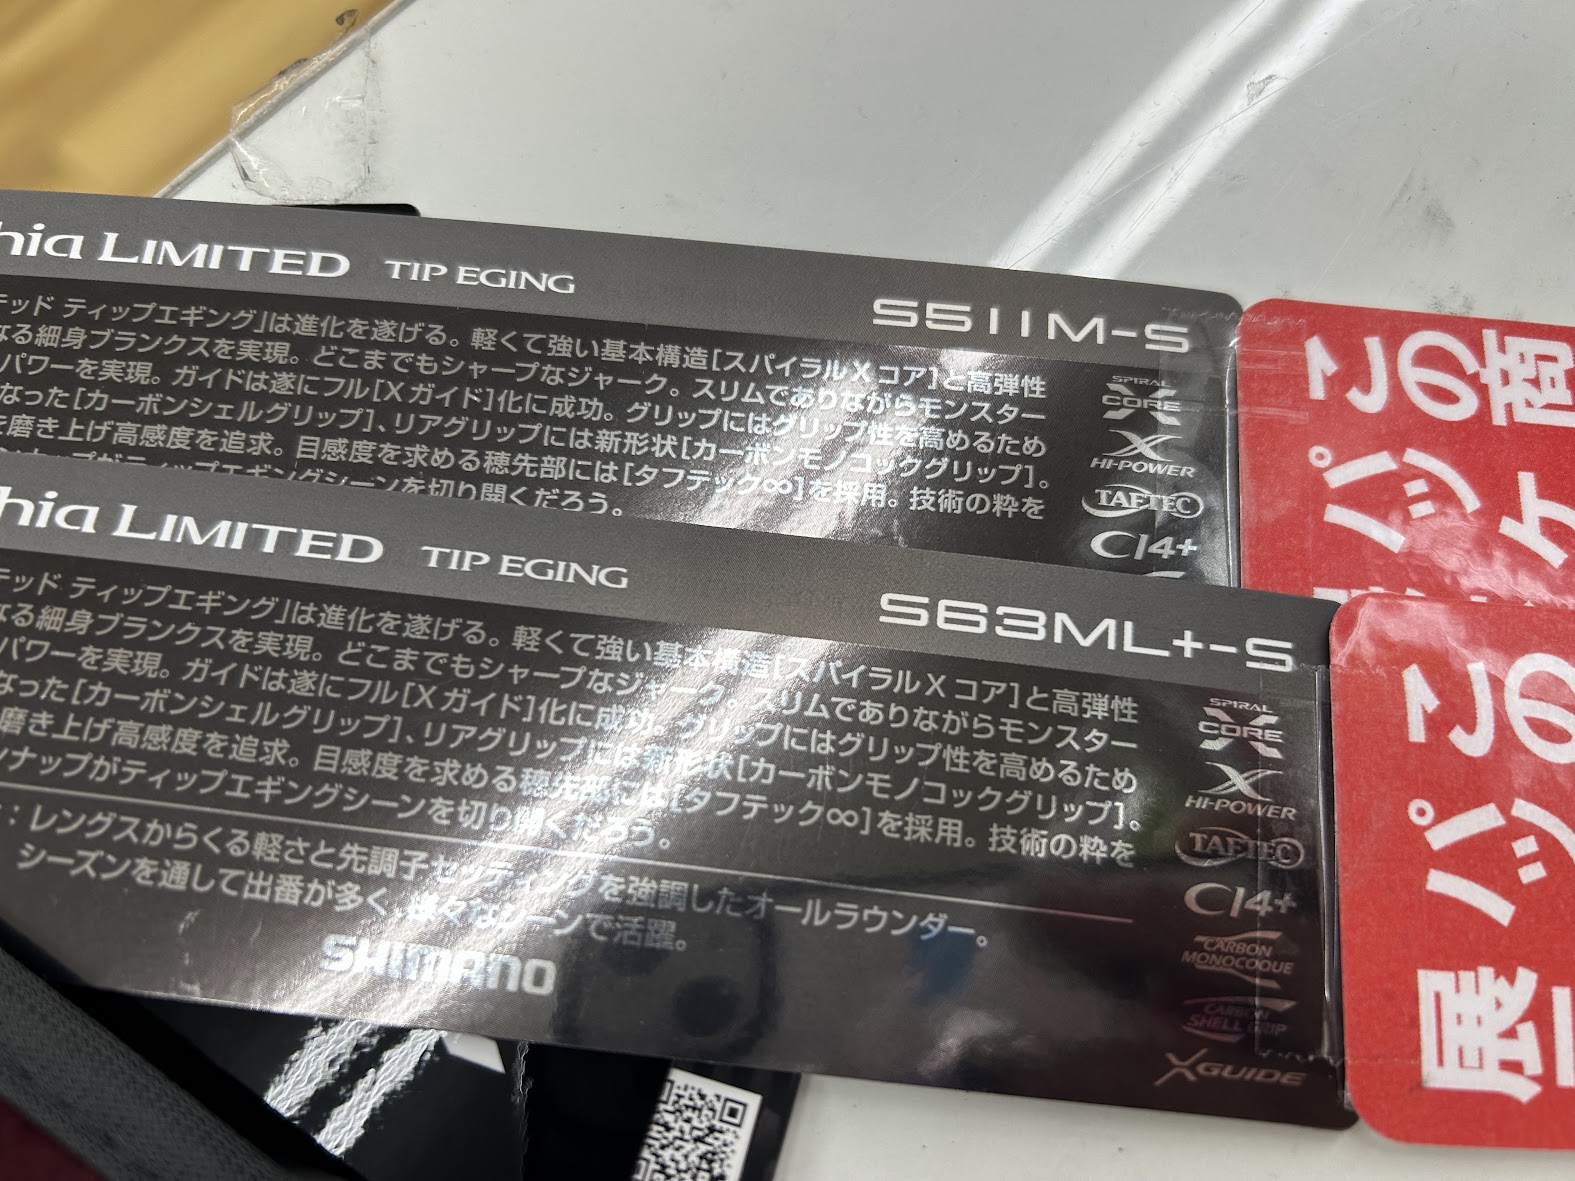 hia LIMITED TIP EGING
S511M-S
テッド ティップエギング」は進化を遂げる。軽くて強い基本構造[スパイラルXコア]と高弾性
なる細身ブランクスを実現。どこまでもシャープなジャーク。スリムでありながらモンスター
パワーを実現。ガイドは遂にフル[Xガイド]化に成功。グリップにはグリップ性を高めるため
なった[カーボンシェルグリップ]、リアグリップには新形状[カーボンモノコックグリップ]。
を磨き上げ高感度を追求。目感度を求める穂先部には[タフテック∞]を採用。技術の粋を
ティップエギングシーンを切り開くだろう。
SPIRAL
X CORE
X
HI-POWER
TAFTEC
CI4+
hia LIMITED TIP EGING
S63ML+-S
テッド ティップエギング」は進化を遂げる。軽くて強い基本構造[スパイラルXコア]と高弾性
なる細身ブランクスを実現。どこまでもシャープなジャーク。スリムでありながらモンスター
パワーを実現。ガイドは遂にフル[Xガイド]化に成功。グリップにはグリップ性を高めるため
なった[カーボンシェルグリップ]、リアグリップには新形状[カーボンモノコックグリップ]。
磨き上げ高感度を追求。目感度を求める穂先部には[タフテック∞]を採用。技術の粋を
ンナップがティップエギングシーンを切り開くだろう。
:レングスからくる軽さと先調子セッティングを強調したオールラウンダー。
シーズンを通して出番が多く、様々なシーンで活躍。
SHIMANO
SPIRAL
X CORE
X
HI-POWER
TAFTEC
CI4+
CARBON
MONOCOQUE
CARBON
SHELL GRIP
XGUIDE
この商
パッケ
この
パッ
展